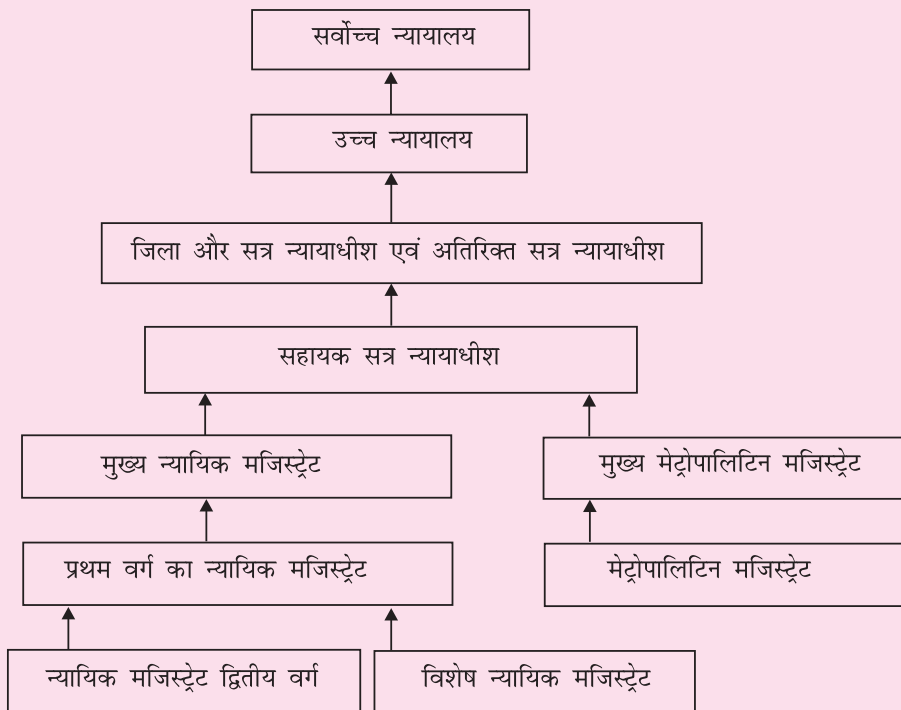 सर्वोच्च न्यायालय
उच्च न्यायालय
जिला और सत्र न्यायाधीश एवं अतिरिक्त सत्र न्यायाधीश
सहायक सत्र न्यायाधीश
मुख्य न्यायिक मजिस्ट्रेट
मुख्य मेट्रोपालिटिन मजिस्ट्रेट
प्रथम वर्ग का न्यायिक मजिस्ट्रेट
मेट्रोपालिटिन मजिस्ट्रेट
न्यायिक मजिस्ट्रेट द्वितीय वर्ग
विशेष न्यायिक मजिस्ट्रेट